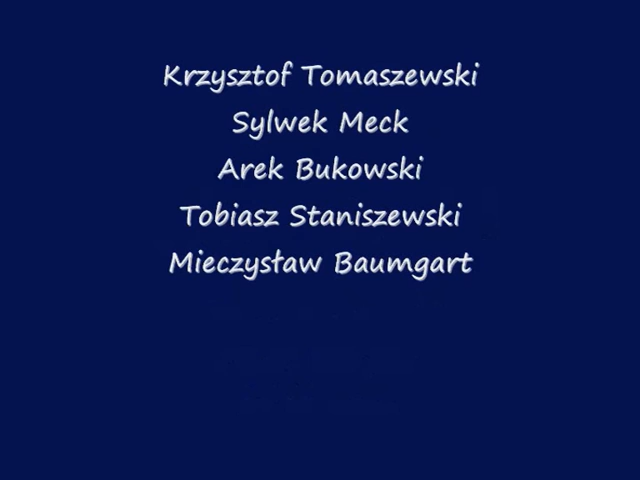 Krzysztof Tomaszewski
Sylwek Meck
Arek Bukowski
Tobiasz Staniszewski
Mieczysław Baumgart